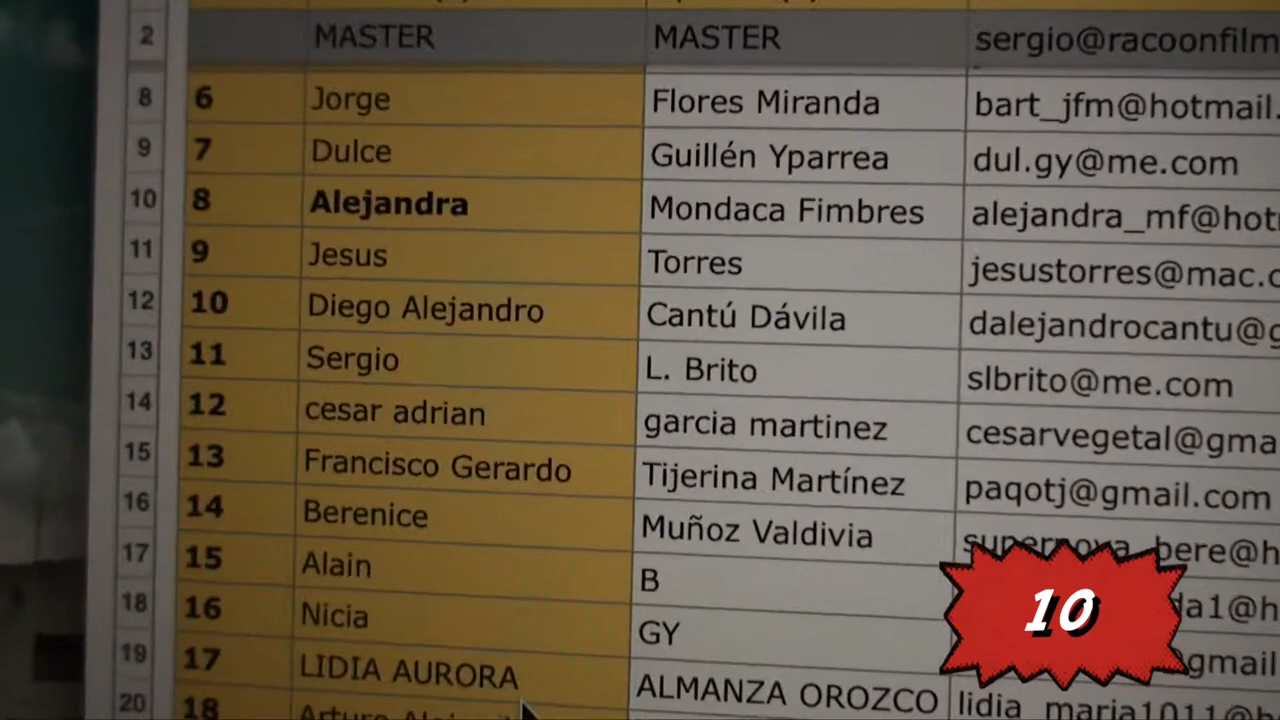 2 MASTER MASTER sergio@racoonfilm
8 6 Jorge Flores Miranda bart_jfm@hotmail.
9 7 Dulce Guillén Yparrea dul.gy@me.com
10 8 Alejandra Mondaca Fimbres alejandra_mf@hot
11 9 Jesus Torres jesustorres@mac.c
12 10 Diego Alejandro Cantú Dávila dalejandrocantu@g
13 11 Sergio L. Brito slbrito@me.com
14 12 cesar adrian garcia martinez cesarvegetal@gma
15 13 Francisco Gerardo Tijerina Martínez paqotj@gmail.com
16 14 Berenice Muñoz Valdivia supernova_bere@h
17 15 Alain B da1@h
18 16 Nicia GY @gmail
19 17 LIDIA AURORA ALMANZA OROZCO lidia_maria1011@h
20 18 Arturo
10